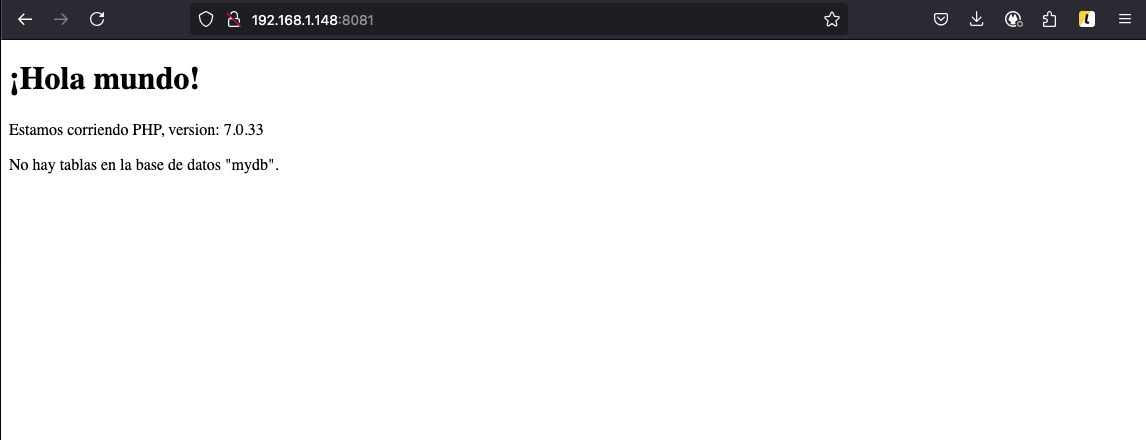 192.168.1.148:8081
¡Hola mundo!
Estamos corriendo PHP, version: 7.0.33
No hay tablas en la base de datos "mydb".